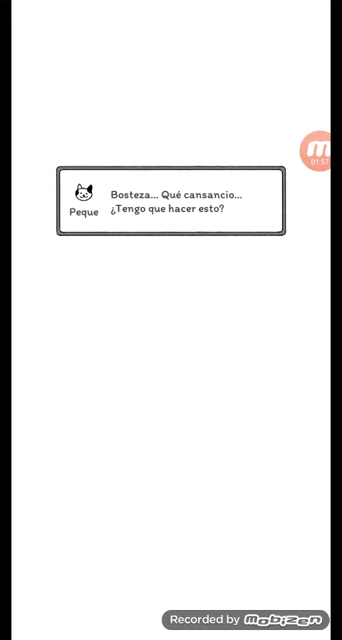 01:57
Bosteza... Qué cansancio...
¿Tengo que hacer esto?
Peque
Recorded by mobizen